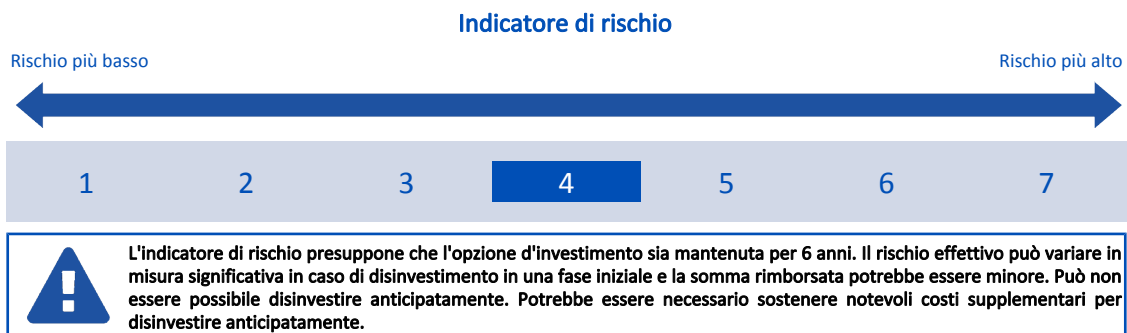 Indicatore di rischio
Rischio più basso Rischio più alto
1 2 3 4 5 6 7
L'indicatore di rischio presuppone che l'opzione d'investimento sia mantenuta per 6 anni. Il rischio effettivo può variare in
misura significativa in caso di disinvestimento in una fase iniziale e la somma rimborsata potrebbe essere minore. Può non
essere possibile disinvestire anticipatamente. Potrebbe essere necessario sostenere notevoli costi supplementari per
disinvestire anticipatamente.